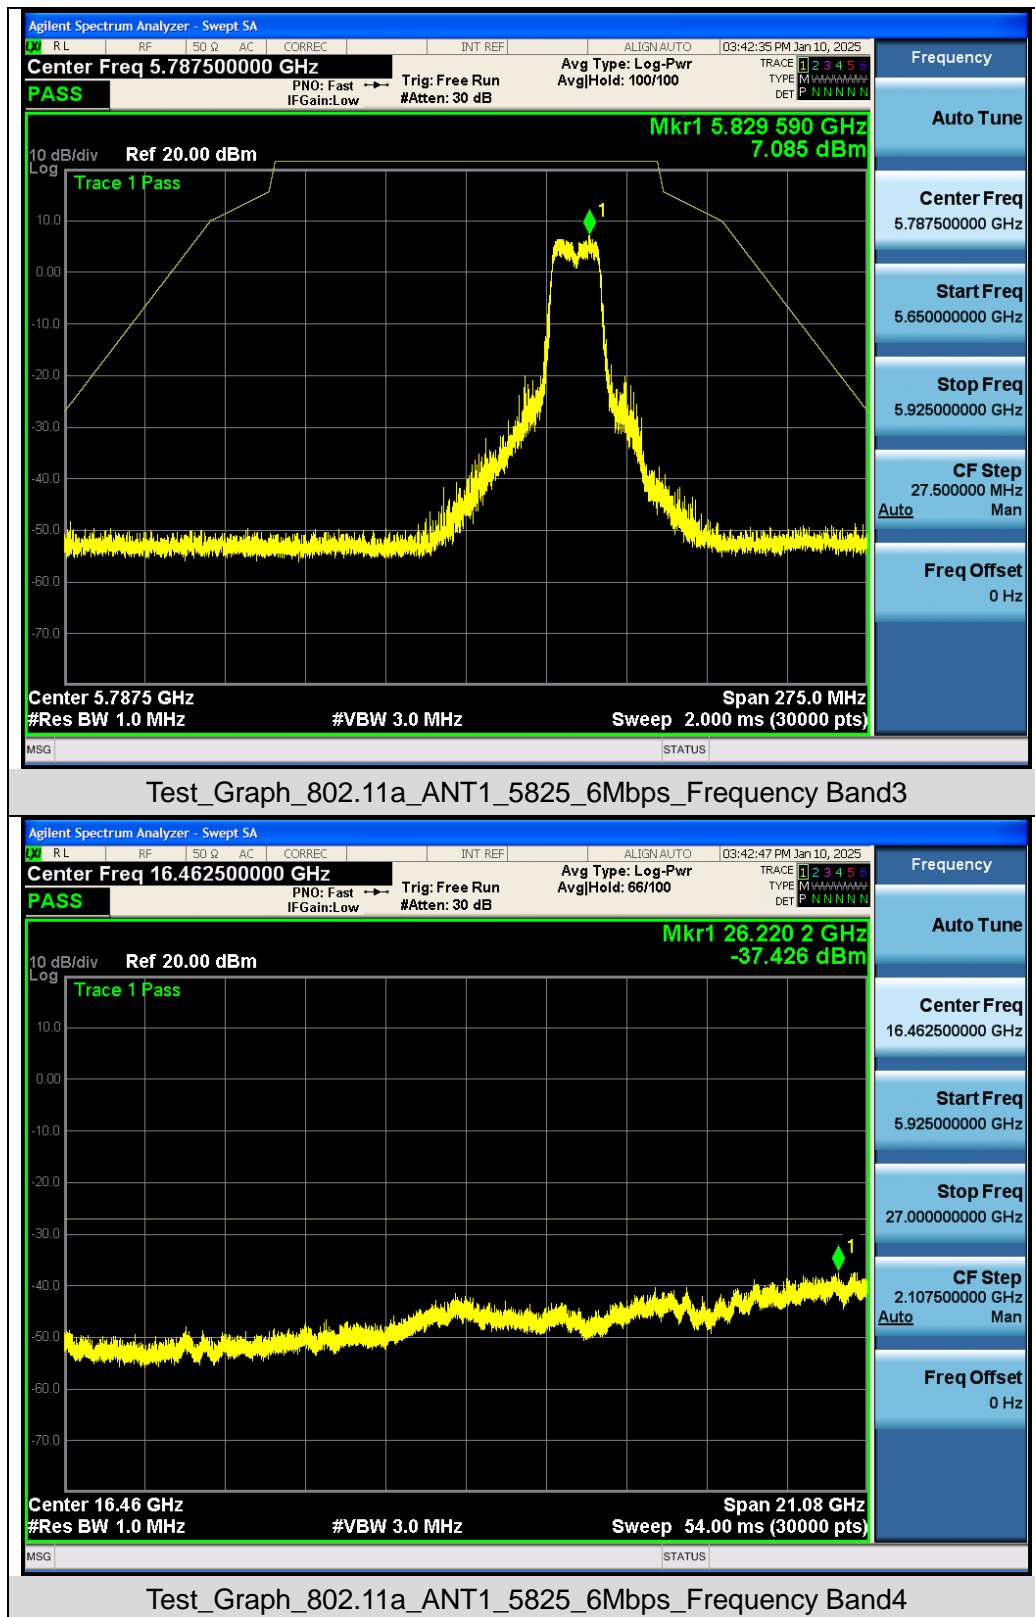 Agilent Spectrum Analyzer - Swept SA
LXI RL RF 50 Ω AC CORREC INT REF ALIGN AUTO 03:42:35 PM Jan 10, 2025
Center Freq 5.787500000 GHz
PASS
PNO: Fast
IFGain:Low
Trig: Free Run
#Atten: 30 dB
Avg Type: Log-Pwr
Avg|Hold: 100/100
TRACE 1 2 3 4 5 6
TYPE M WWWWW
DET P N N N N N
Mkr1 5.829 590 GHz
7.085 dBm
10 dB/div Ref 20.00 dBm
Log
Trace 1 Pass
1
10.0
0.00
-10.0
-20.0
-30.0
-40.0
-50.0
-60.0
-70.0
Center 5.7875 GHz Span 275.0 MHz
#Res BW 1.0 MHz #VBW 3.0 MHz Sweep 2.000 ms (30000 pts)
MSG STATUS
Frequency
Auto Tune
Center Freq
5.787500000 GHz
Start Freq
5.650000000 GHz
Stop Freq
5.925000000 GHz
CF Step
27.500000 MHz
Auto Man
Freq Offset
0 Hz
Test_Graph_802.11a_ANT1_5825_6Mbps_Frequency Band3
Agilent Spectrum Analyzer - Swept SA
LXI RL RF 50 Ω AC CORREC INT REF ALIGN AUTO 03:42:47 PM Jan 10, 2025
Center Freq 16.462500000 GHz
PASS
PNO: Fast
IFGain:Low
Trig: Free Run
#Atten: 30 dB
Avg Type: Log-Pwr
Avg|Hold: 66/100
TRACE 1 2 3 4 5 6
TYPE M WWWWW
DET P N N N N N
Mkr1 26.220 2 GHz
-37.426 dBm
10 dB/div Ref 20.00 dBm
Log
Trace 1 Pass
1
10.0
0.00
-10.0
-20.0
-30.0
-40.0
-50.0
-60.0
-70.0
Center 16.46 GHz Span 21.08 GHz
#Res BW 1.0 MHz #VBW 3.0 MHz Sweep 54.00 ms (30000 pts)
MSG STATUS
Frequency
Auto Tune
Center Freq
16.462500000 GHz
Start Freq
5.925000000 GHz
Stop Freq
27.000000000 GHz
CF Step
2.107500000 GHz
Auto Man
Freq Offset
0 Hz
Test_Graph_802.11a_ANT1_5825_6Mbps_Frequency Band4